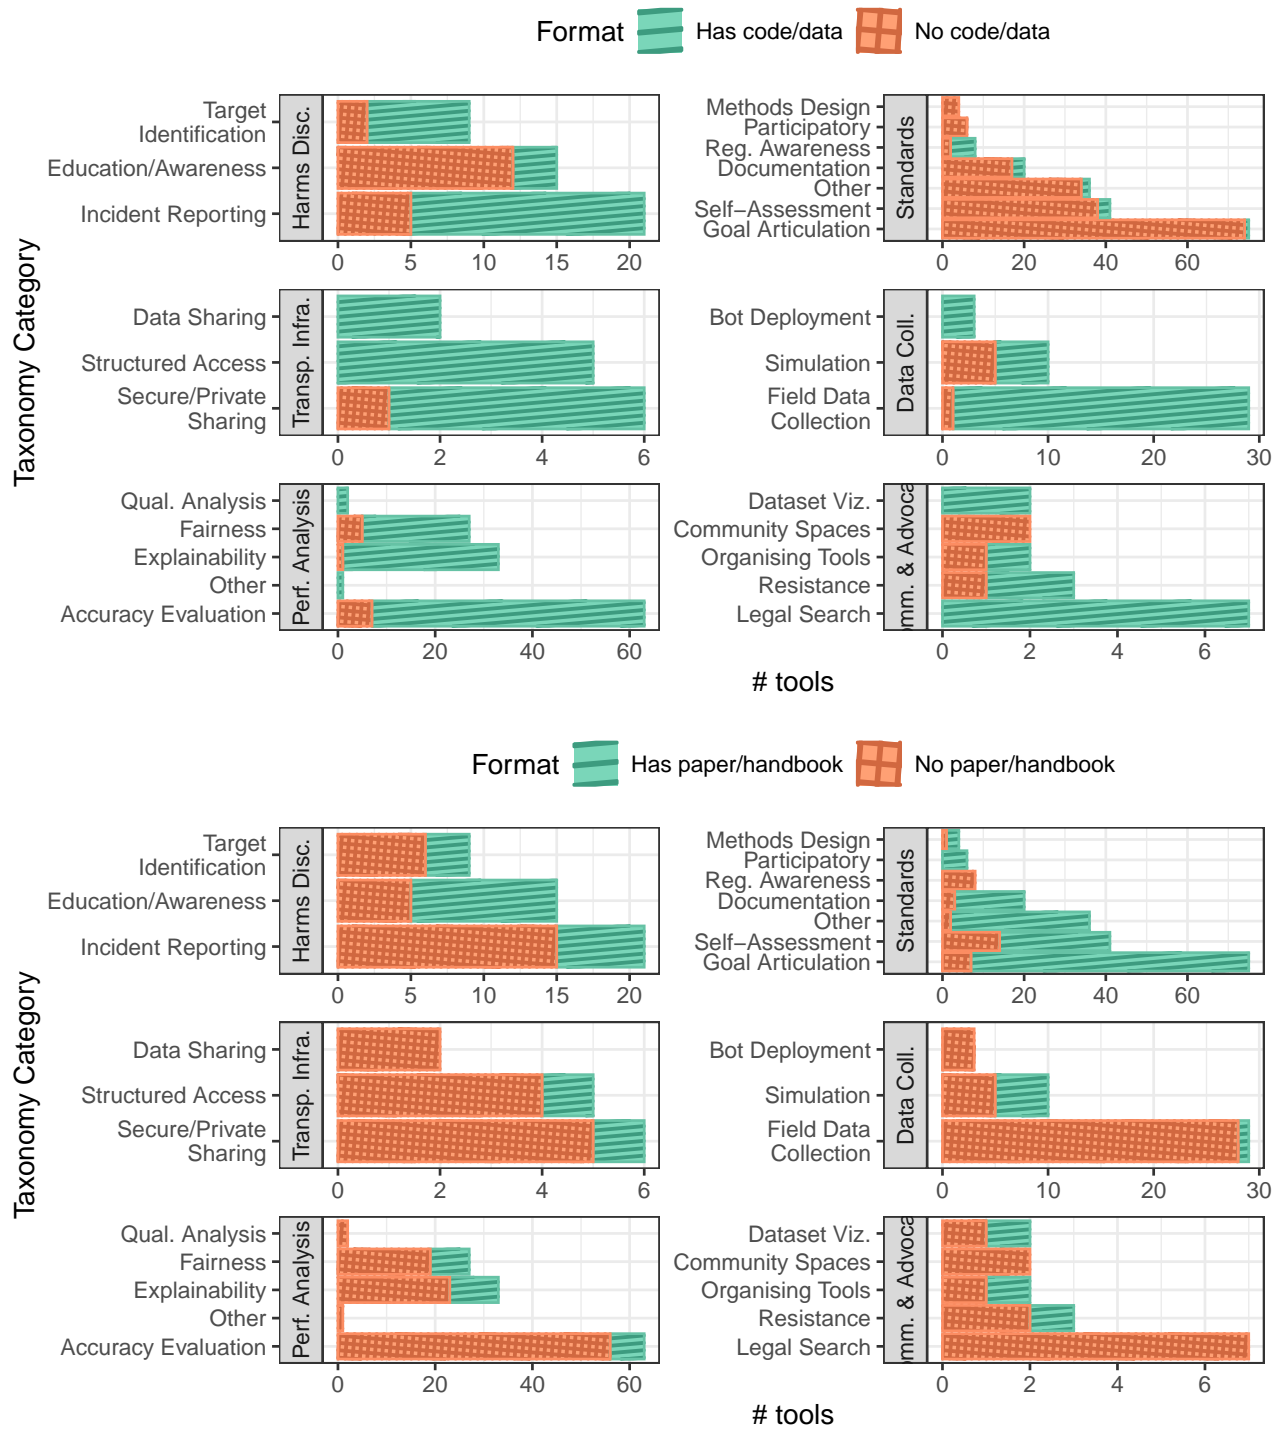 Format Has code/data No code/data
Taxonomy Category
Target
Identification
Education/Awareness
Incident Reporting
Harms Disc.
0 5 10 15 20
Methods Design
Participatory
Reg. Awareness
Documentation
Other
Self−Assessment
Goal Articulation
Standards
0 20 40 60
Data Sharing
Structured Access
Secure/Private
Sharing
Transp. Infra.
0 2 4 6
Bot Deployment
Simulation
Field Data
Collection
Data Coll.
0 10 20 30
Qual. Analysis
Fairness
Explainability
Other
Accuracy Evaluation
Perf. Analysis
0 20 40 60
Dataset Viz.
Community Spaces
Organising Tools
Resistance
Legal Search
omm. & Advoca
0 2 4 6
# tools
Format Has paper/handbook No paper/handbook
Taxonomy Category
Target
Identification
Education/Awareness
Incident Reporting
Harms Disc.
0 5 10 15 20
Methods Design
Participatory
Reg. Awareness
Documentation
Other
Self−Assessment
Goal Articulation
Standards
0 20 40 60
Data Sharing
Structured Access
Secure/Private
Sharing
Transp. Infra.
0 2 4 6
Bot Deployment
Simulation
Field Data
Collection
Data Coll.
0 10 20 30
Qual. Analysis
Fairness
Explainability
Other
Accuracy Evaluation
Perf. Analysis
0 20 40 60
Dataset Viz.
Community Spaces
Organising Tools
Resistance
Legal Search
omm. & Advoca
0 2 4 6
# tools